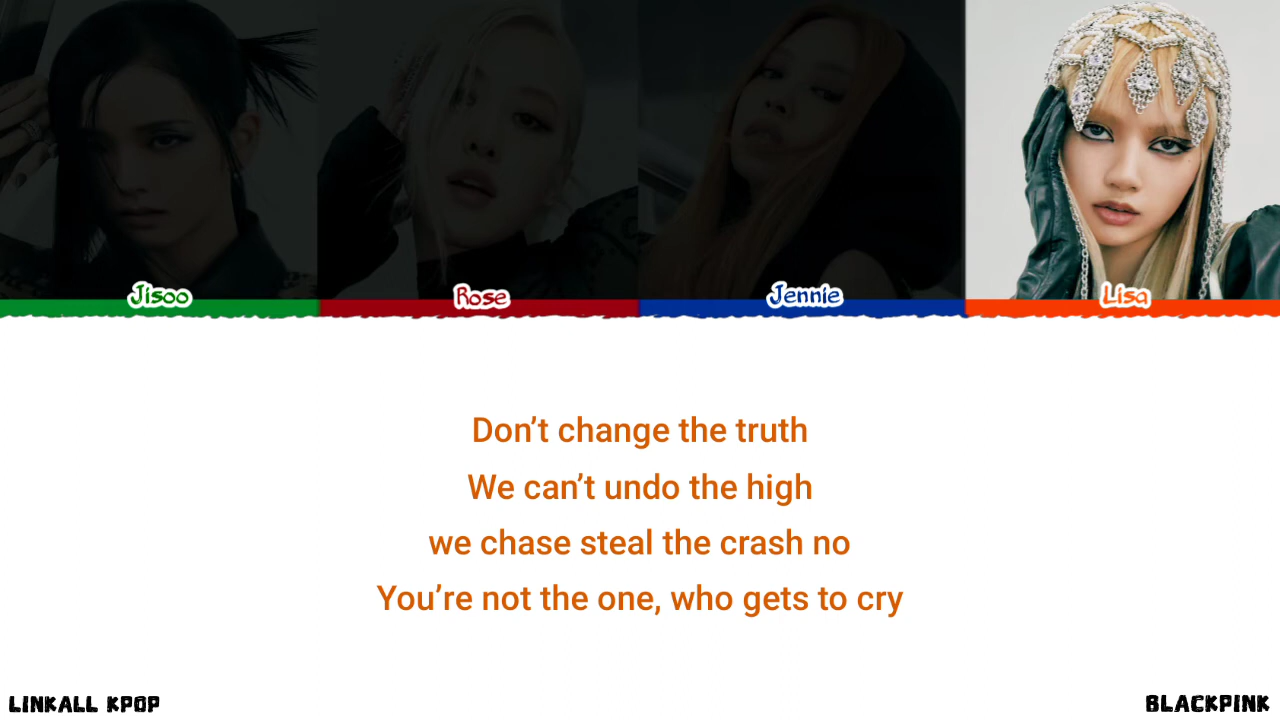 Jisoo
Rose
Jennie
Lisa
Don’t change the truth
We can’t undo the high
we chase steal the crash no
You’re not the one, who gets to cry
LINKALL KPOP
BLACKPINK